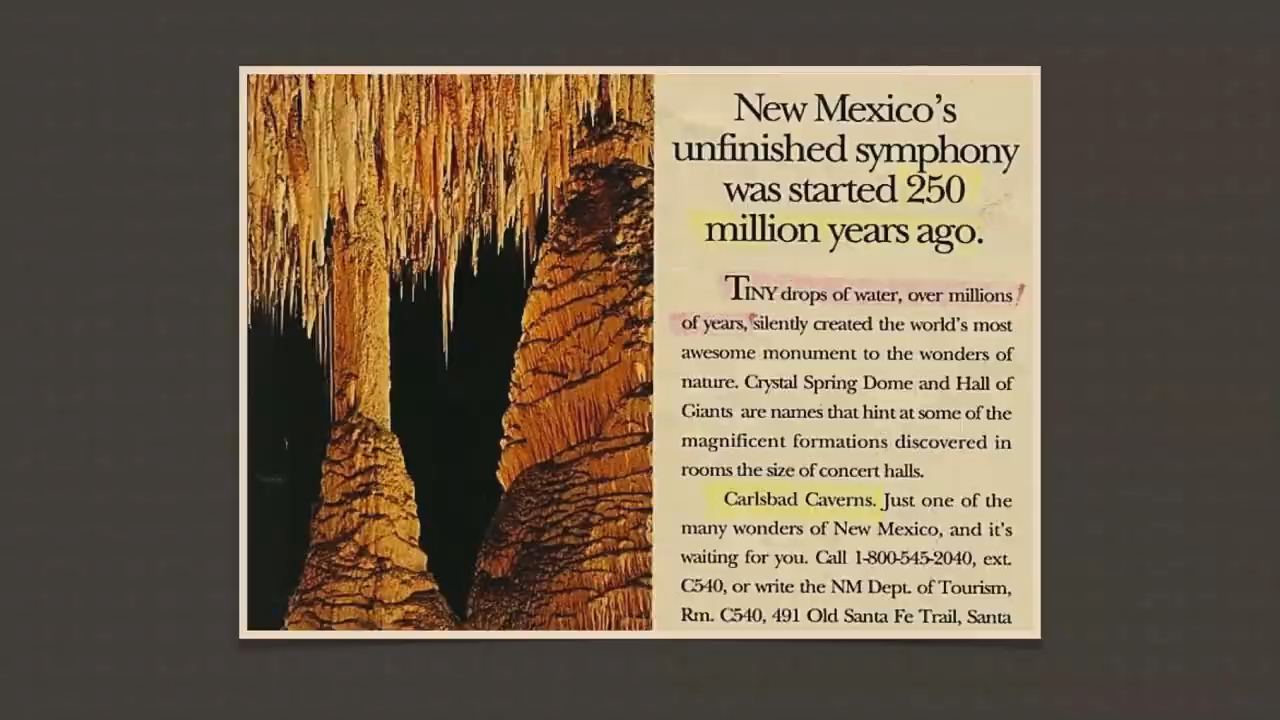 New Mexico's
unfinished symphony
was started 250
million years ago.
TINY drops of water, over millions
of years, silently created the world's most
awesome monument to the wonders of
nature. Crystal Spring Dome and Hall of
Giants are names that hint at some of the
magnificent formations discovered in
rooms the size of concert halls.
Carlsbad Caverns. Just one of the
many wonders of New Mexico, and it's
waiting for you. Call 1-800-545-2040, ext.
C540, or write the NM Dept. of Tourism,
Rm. C540, 491 Old Santa Fe Trail, Santa